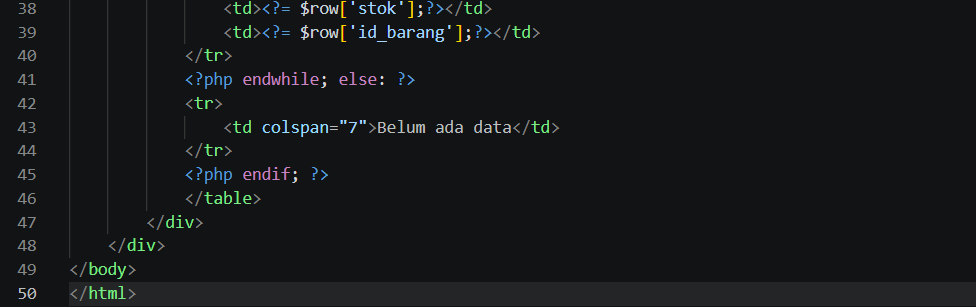 38 <td><?= $row['stok'];?></td>
39 <td><?= $row['id_barang'];?></td>
40 </tr>
41 <?php endwhile; else: ?>
42 <tr>
43 <td colspan="7">Belum ada data</td>
44 </tr>
45 <?php endif; ?>
46 </table>
47 </div>
48 </div>
49 </body>
50 </html>